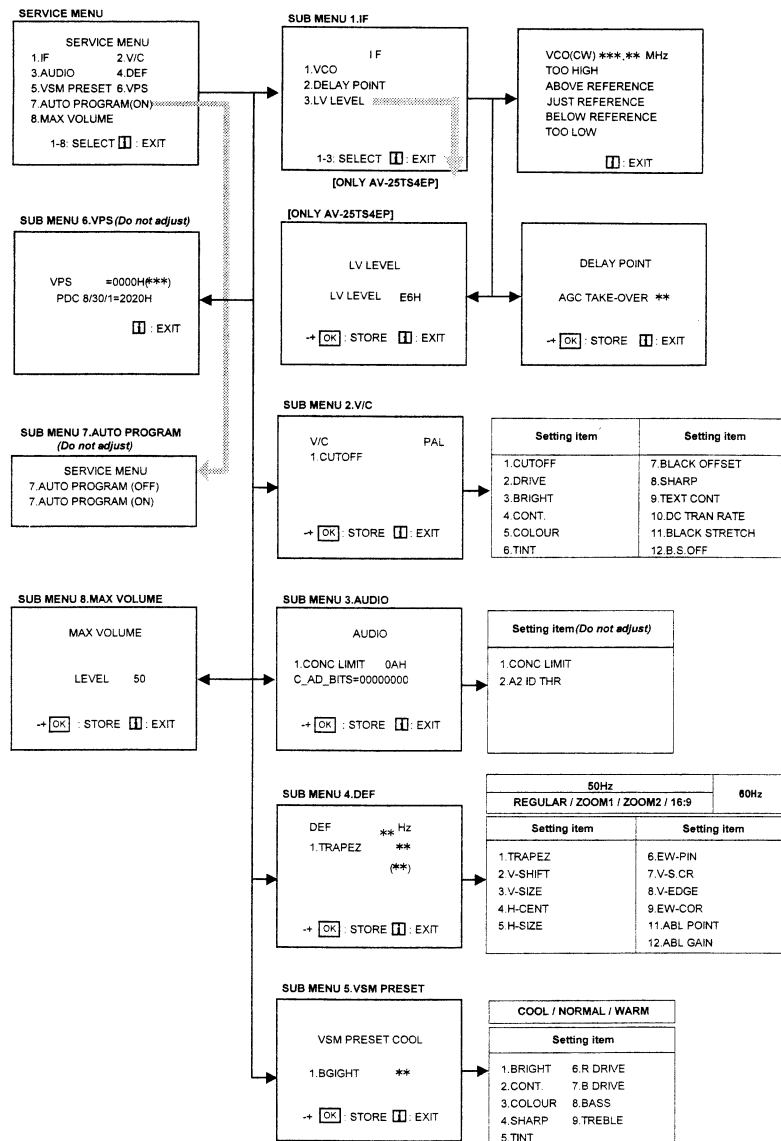 SERVICE MENU
SERVICE MENU
1.IF 2.V/C
3.AUDIO 4.DEF
5.VSM PRESET 6.VPS
7.AUTO PROGRAM(ON)
8.MAX VOLUME
1-8: SELECT i : EXIT
SUB MENU 1.IF
I F
1.VCO
2.DELAY POINT
3.LV LEVEL
1-3: SELECT i : EXIT
[ONLY AV-25TS4EP]
VCO(CW) ***.** MHz
TOO HIGH
ABOVE REFERENCE
JUST REFERENCE
BELOW REFERENCE
TOO LOW
i : EXIT
SUB MENU 6.VPS(Do not adjust)
VPS =0000H(***)
PDC 8/30/1=2020H
i : EXIT
[ONLY AV-25TS4EP]
LV LEVEL
LV LEVEL E6H
-+ OK : STORE i : EXIT
DELAY POINT
AGC TAKE-OVER **
-+ OK : STORE i : EXIT
SUB MENU 7.AUTO PROGRAM
(Do not adjust)
SERVICE MENU
7.AUTO PROGRAM (OFF)
7.AUTO PROGRAM (ON)
SUB MENU 2.V/C
V/C PAL
1.CUTOFF
-+ OK : STORE i : EXIT
Setting item Setting item
1.CUTOFF 7.BLACK OFFSET
2.DRIVE 8.SHARP
3.BRIGHT 9.TEXT CONT
4.CONT. 10.DC TRAN RATE
5.COLOUR 11.BLACK STRETCH
6.TINT 12.B.S.OFF
SUB MENU 8.MAX VOLUME
MAX VOLUME
LEVEL 50
-+ OK : STORE i : EXIT
SUB MENU 3.AUDIO
AUDIO
1.CONC LIMIT 0AH
C_AD_BITS=00000000
-+ OK : STORE i : EXIT
Setting item(Do not adjust)
1.CONC LIMIT
2.A2 ID THR
SUB MENU 4.DEF
DEF ** Hz
1.TRAPEZ **
(**)
-+ OK : STORE i : EXIT
50Hz 60Hz
REGULAR / ZOOM1 / ZOOM2 / 16:9
Setting item Setting item
1.TRAPEZ 6.EW-PIN
2.V-SHIFT 7.V-S.CR
3.V-SIZE 8.V-EDGE
4.H-CENT 9.EW-COR
5.H-SIZE 11.ABL POINT
12.ABL GAIN
SUB MENU 5.VSM PRESET
VSM PRESET COOL
1.BGIGHT **
-+ OK : STORE i : EXIT
COOL / NORMAL / WARM
Setting item
1.BRIGHT 6.R DRIVE
2.CONT. 7.B DRIVE
3.COLOUR 8.BASS
4.SHARP 9.TREBLE
5.TINT